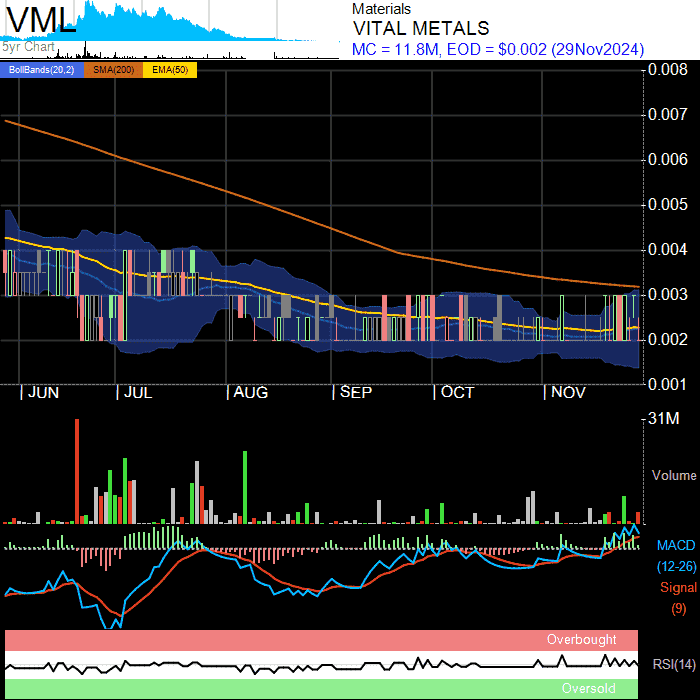 VML
5yr Chart
Materials
VITAL METALS
MC = 11.8M, EOD = $0.002 (29Nov2024)
BollBands(20,2) SMA(200) EMA(50)
0.008
0.007
0.006
0.005
0.004
0.003
0.002
0.001
JUN JUL AUG SEP OCT NOV
31M
Volume
MACD
(12-26)
Signal
(9)
Overbought
RSI(14)
Oversold